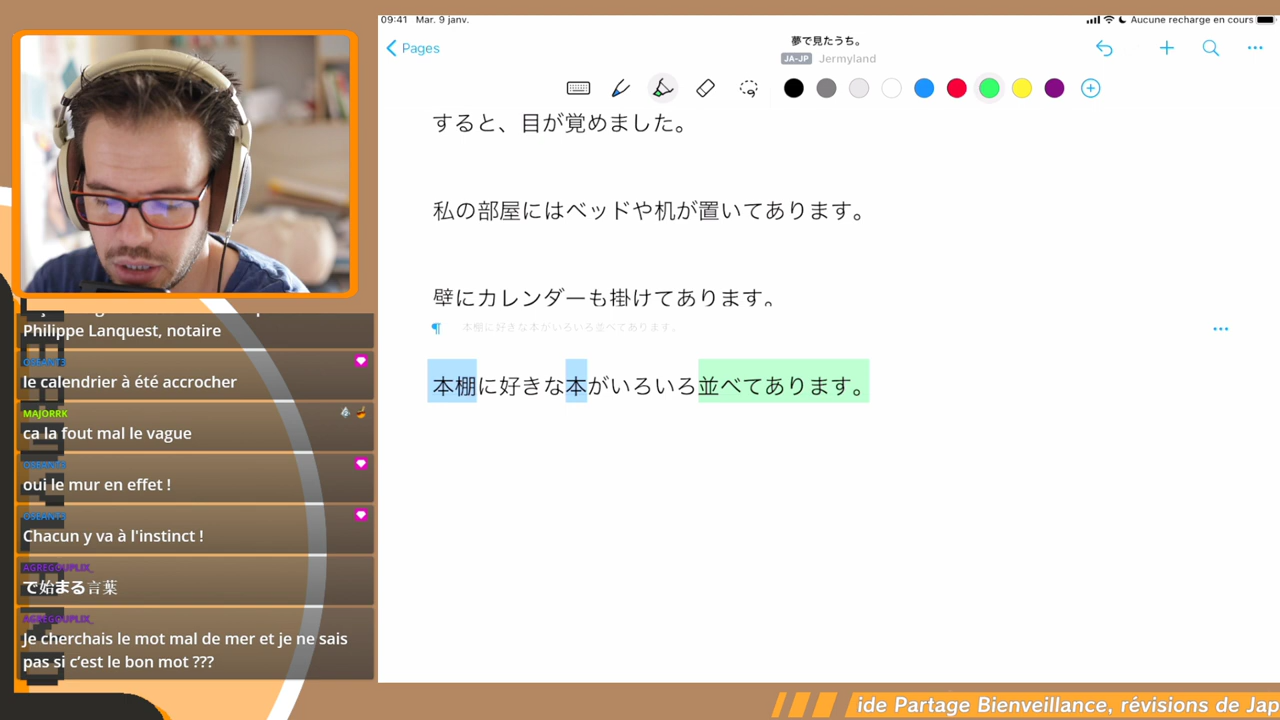 09:41 Mar. 9 janv.
Aucune recharge en cours
Pages
夢で見たうち。
JA-JP Jermyland
すると、目が覚めました。
私の部屋にはベッドや机が置いてあります。
壁にカレンダーも掛けてあります。
本棚に好きな本がいろいろ並べてあります。
本棚に好きな本がいろいろ並べてあります。
Philippe Lanquest, notaire
le calendrier à été accrocher
MAJORRK
ca la fout mal le vague
oui le mur en effet !
Chacun y va à l'instinct !
AGREGOUPLIX_
で始まる言葉
AGREGOUPLIX_
Je cherchais le mot mal de mer et je ne sais
pas si c’est le bon mot ???
ide Partage Bienveillance, révisions de Jap